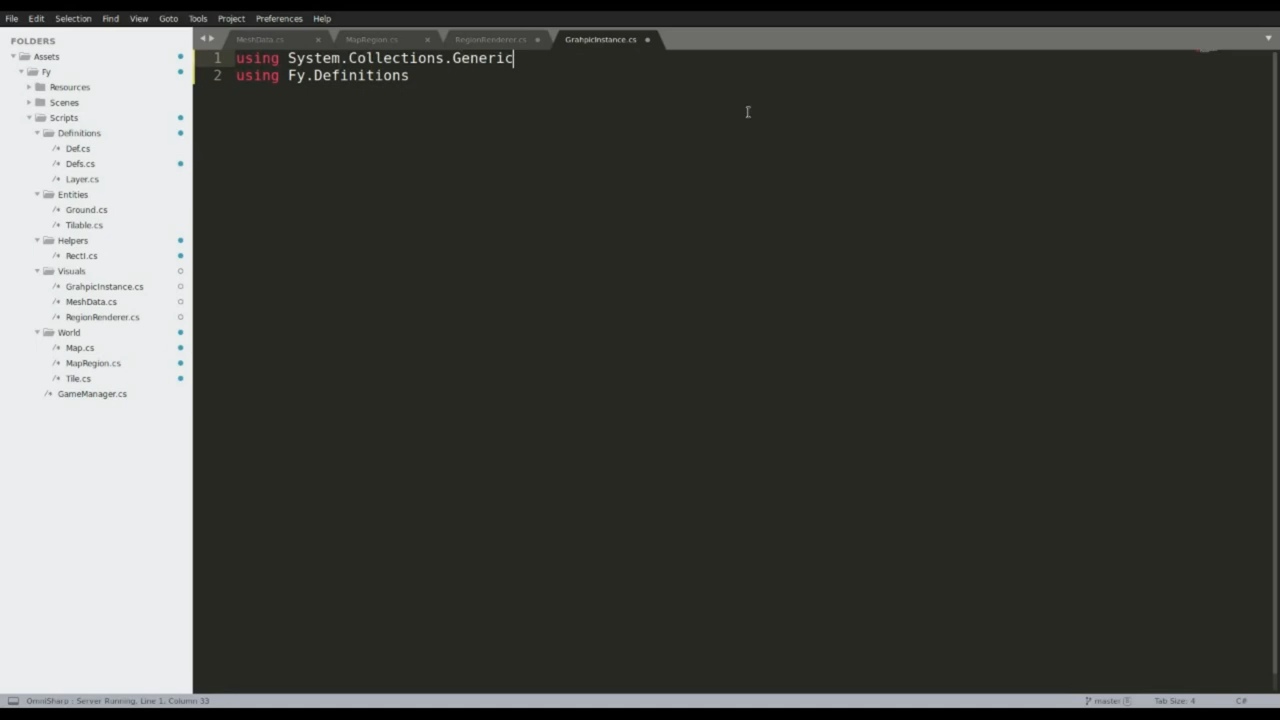 File Edit Selection Find View Goto Tools Project Preferences Help
FOLDERS
Assets
Fy
Resources
Scenes
Scripts
Definitions
/* Def.cs
/* Defs.cs
/* Layer.cs
Entities
/* Ground.cs
/* Tilable.cs
Helpers
/* RectI.cs
Visuals
/* GrahpicInstance.cs
/* MeshData.cs
/* RegionRenderer.cs
World
/* Map.cs
/* MapRegion.cs
/* Tile.cs
/* GameManager.cs
MeshData.cs MapRegion.cs RegionRenderer.cs GrahpicInstance.cs
1 using System.Collections.Generic
2 using Fy.Definitions
OmniSharp : Server Running, Line 1, Column 33 master Tab Size: 4 C#